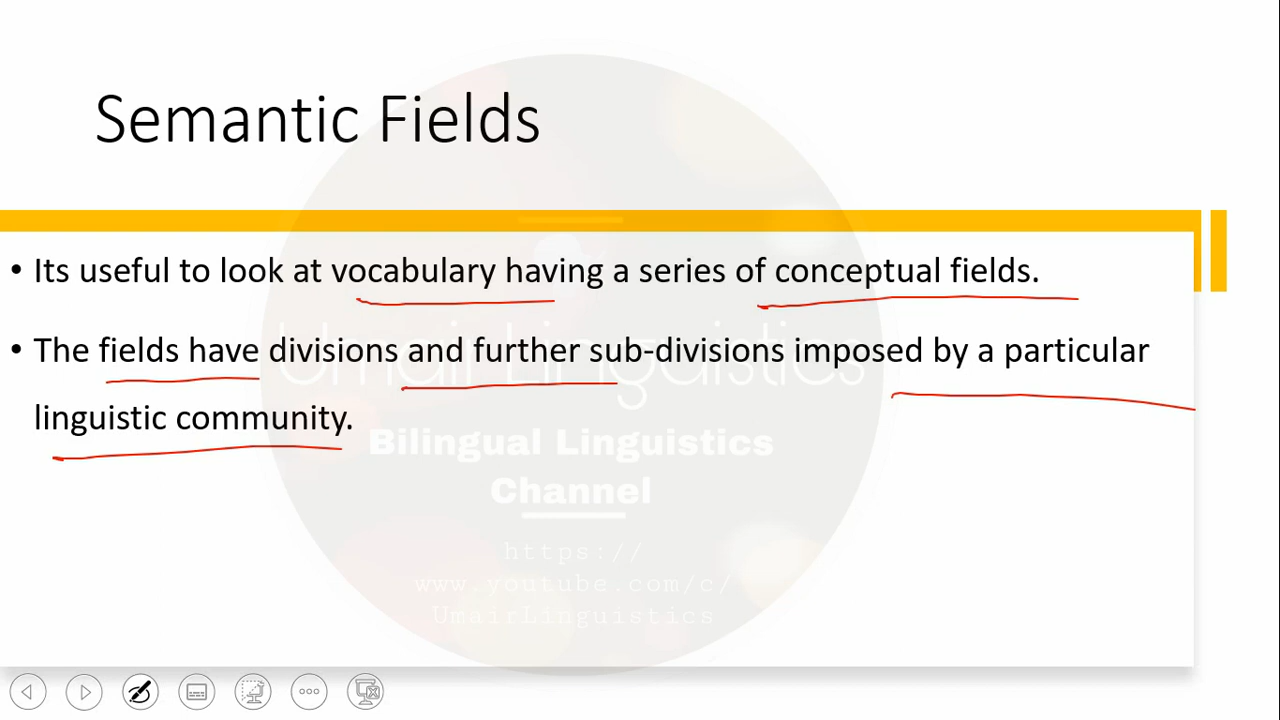 Semantic Fields
• Its useful to look at vocabulary having a series of conceptual fields.
• The fields have divisions and further sub-divisions imposed by a particular
linguistic community.
Umair Linguistics
Bilingual Linguistics
Channel
https://
www.youtube.com/c/
UmairLinguistics